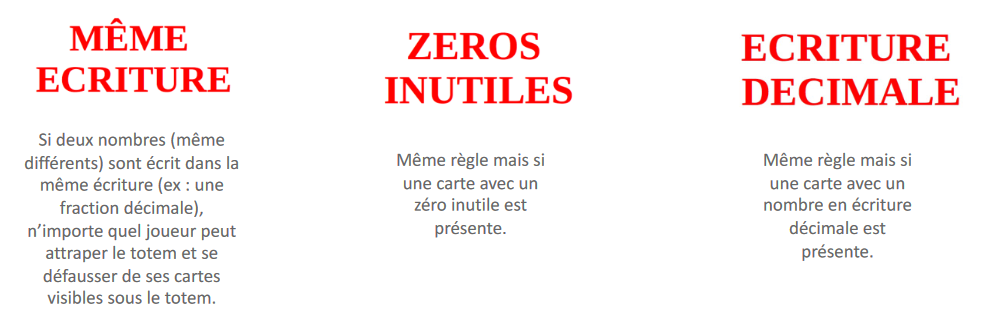 MÊME
ECRITURE
Si deux nombres (même
différents) sont écrit dans la
même écriture (ex : une
fraction décimale),
n’importe quel joueur peut
attraper le totem et se
défausser de ses cartes
visibles sous le totem.
ZEROS
INUTILES
Même règle mais si
une carte avec un
zéro inutile est
présente.
ECRITURE
DECIMALE
Même règle mais si
une carte avec un
nombre en écriture
décimale est
présente.